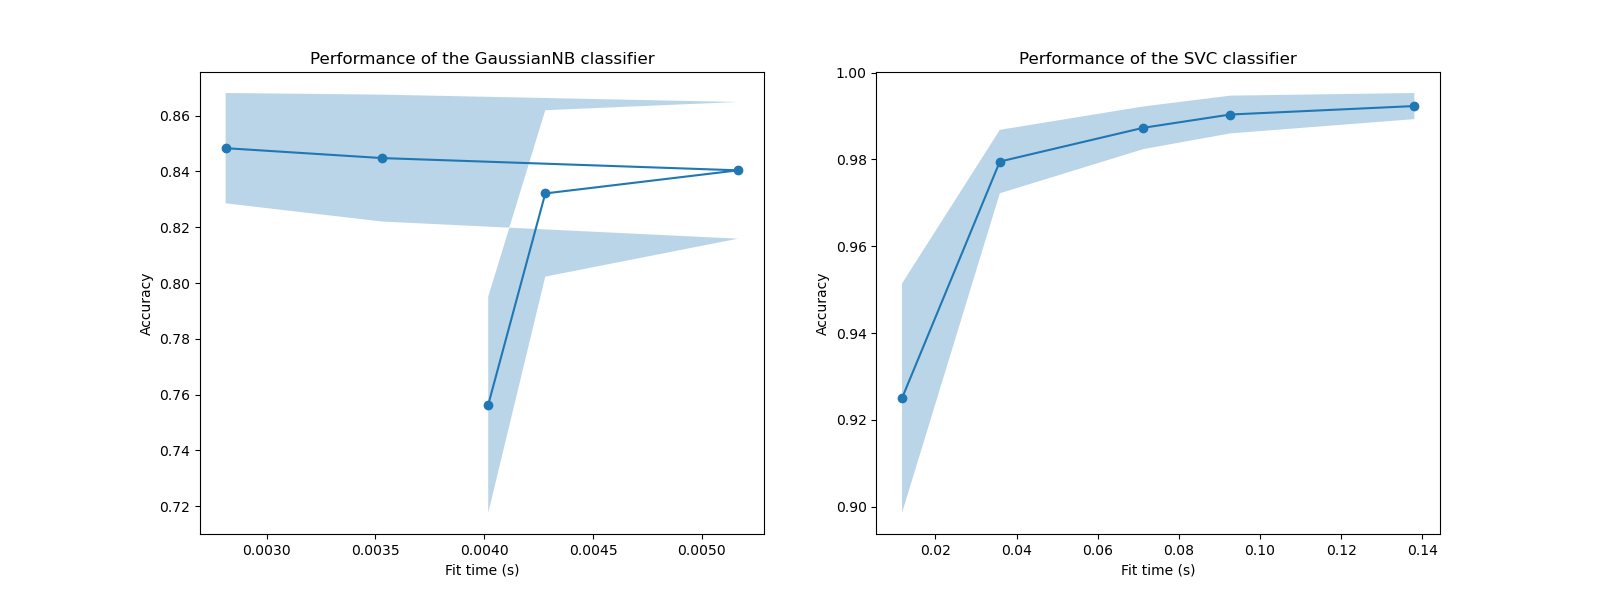 Performance of the GaussianNB classifier
Accuracy
0.86
0.84
0.82
0.80
0.78
0.76
0.74
0.72
0.0030 0.0035 0.0040 0.0045 0.0050
Fit time (s)
Performance of the SVC classifier
Accuracy
1.00
0.98
0.96
0.94
0.92
0.90
0.02 0.04 0.06 0.08 0.10 0.12 0.14
Fit time (s)